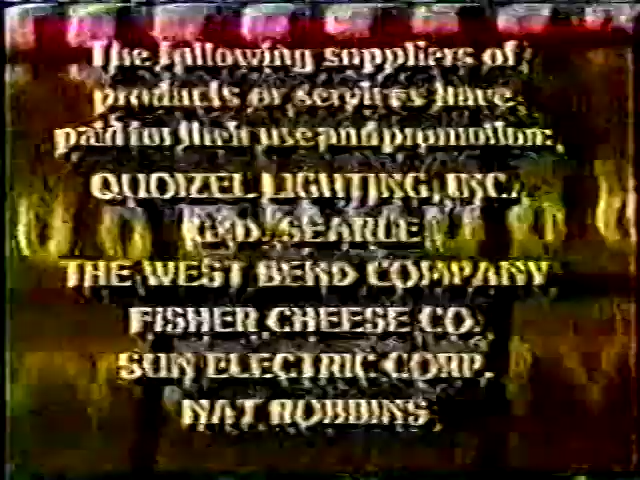 The following suppliers of
products or services have
paid for their use and promotion:
QUOIZEL LIGHTING, INC.
G.D. SEARLE
THE WEST BEND COMPANY
FISHER CHEESE CO.
SUN ELECTRIC CORP.
NAT ROBBINS